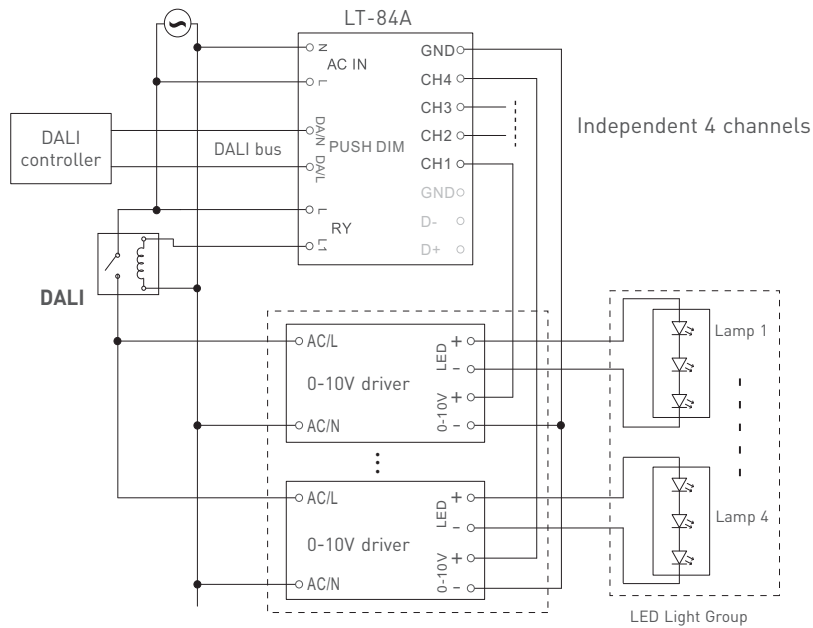 LT-84A
N
AC IN
L
DA/N
DA/L
PUSH DIM
L
RY
L1
GND
CH4
CH3
CH2
CH1
GND
D-
D+
Independent 4 channels
DALI
controller
DALI bus
DALI
AC/L
0-10V driver
AC/N
LED
+
-
0-10V
+
-
Lamp 1
AC/L
0-10V driver
AC/N
LED
+
-
0-10V
+
-
Lamp 4
LED Light Group